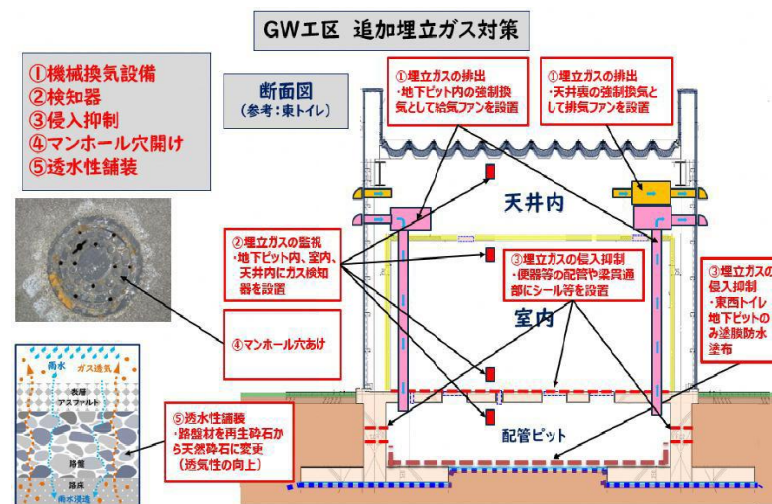 GW工区 追加埋立ガス対策
①機械換気設備
②検知器
③侵入抑制
④マンホール穴開け
⑤透水性舗装
断面図
(参考:東トイレ)
①埋立ガスの排出
・地下ピット内の強制換
気として給気ファンを設置
①埋立ガスの排出
・天井裏の強制換気と
して排気ファンを設置
天井内
②埋立ガスの監視
・地下ピット内、室内、
天井内にガス検知
器を設置
③埋立ガスの侵入抑制
・便器等の配管や梁貫通
部にシール等を設置
③埋立ガスの
侵入抑制
・東西トイレ
地下ピットの
み塗膜防水
塗布
室内
④マンホール穴あけ
雨水
ガス透気
表層
アスファルト
路盤
路床
雨水浸透
⑤透水性舗装
・路盤材を再生砕石か
ら天然砕石に変更
(透気性の向上)
配管ピット